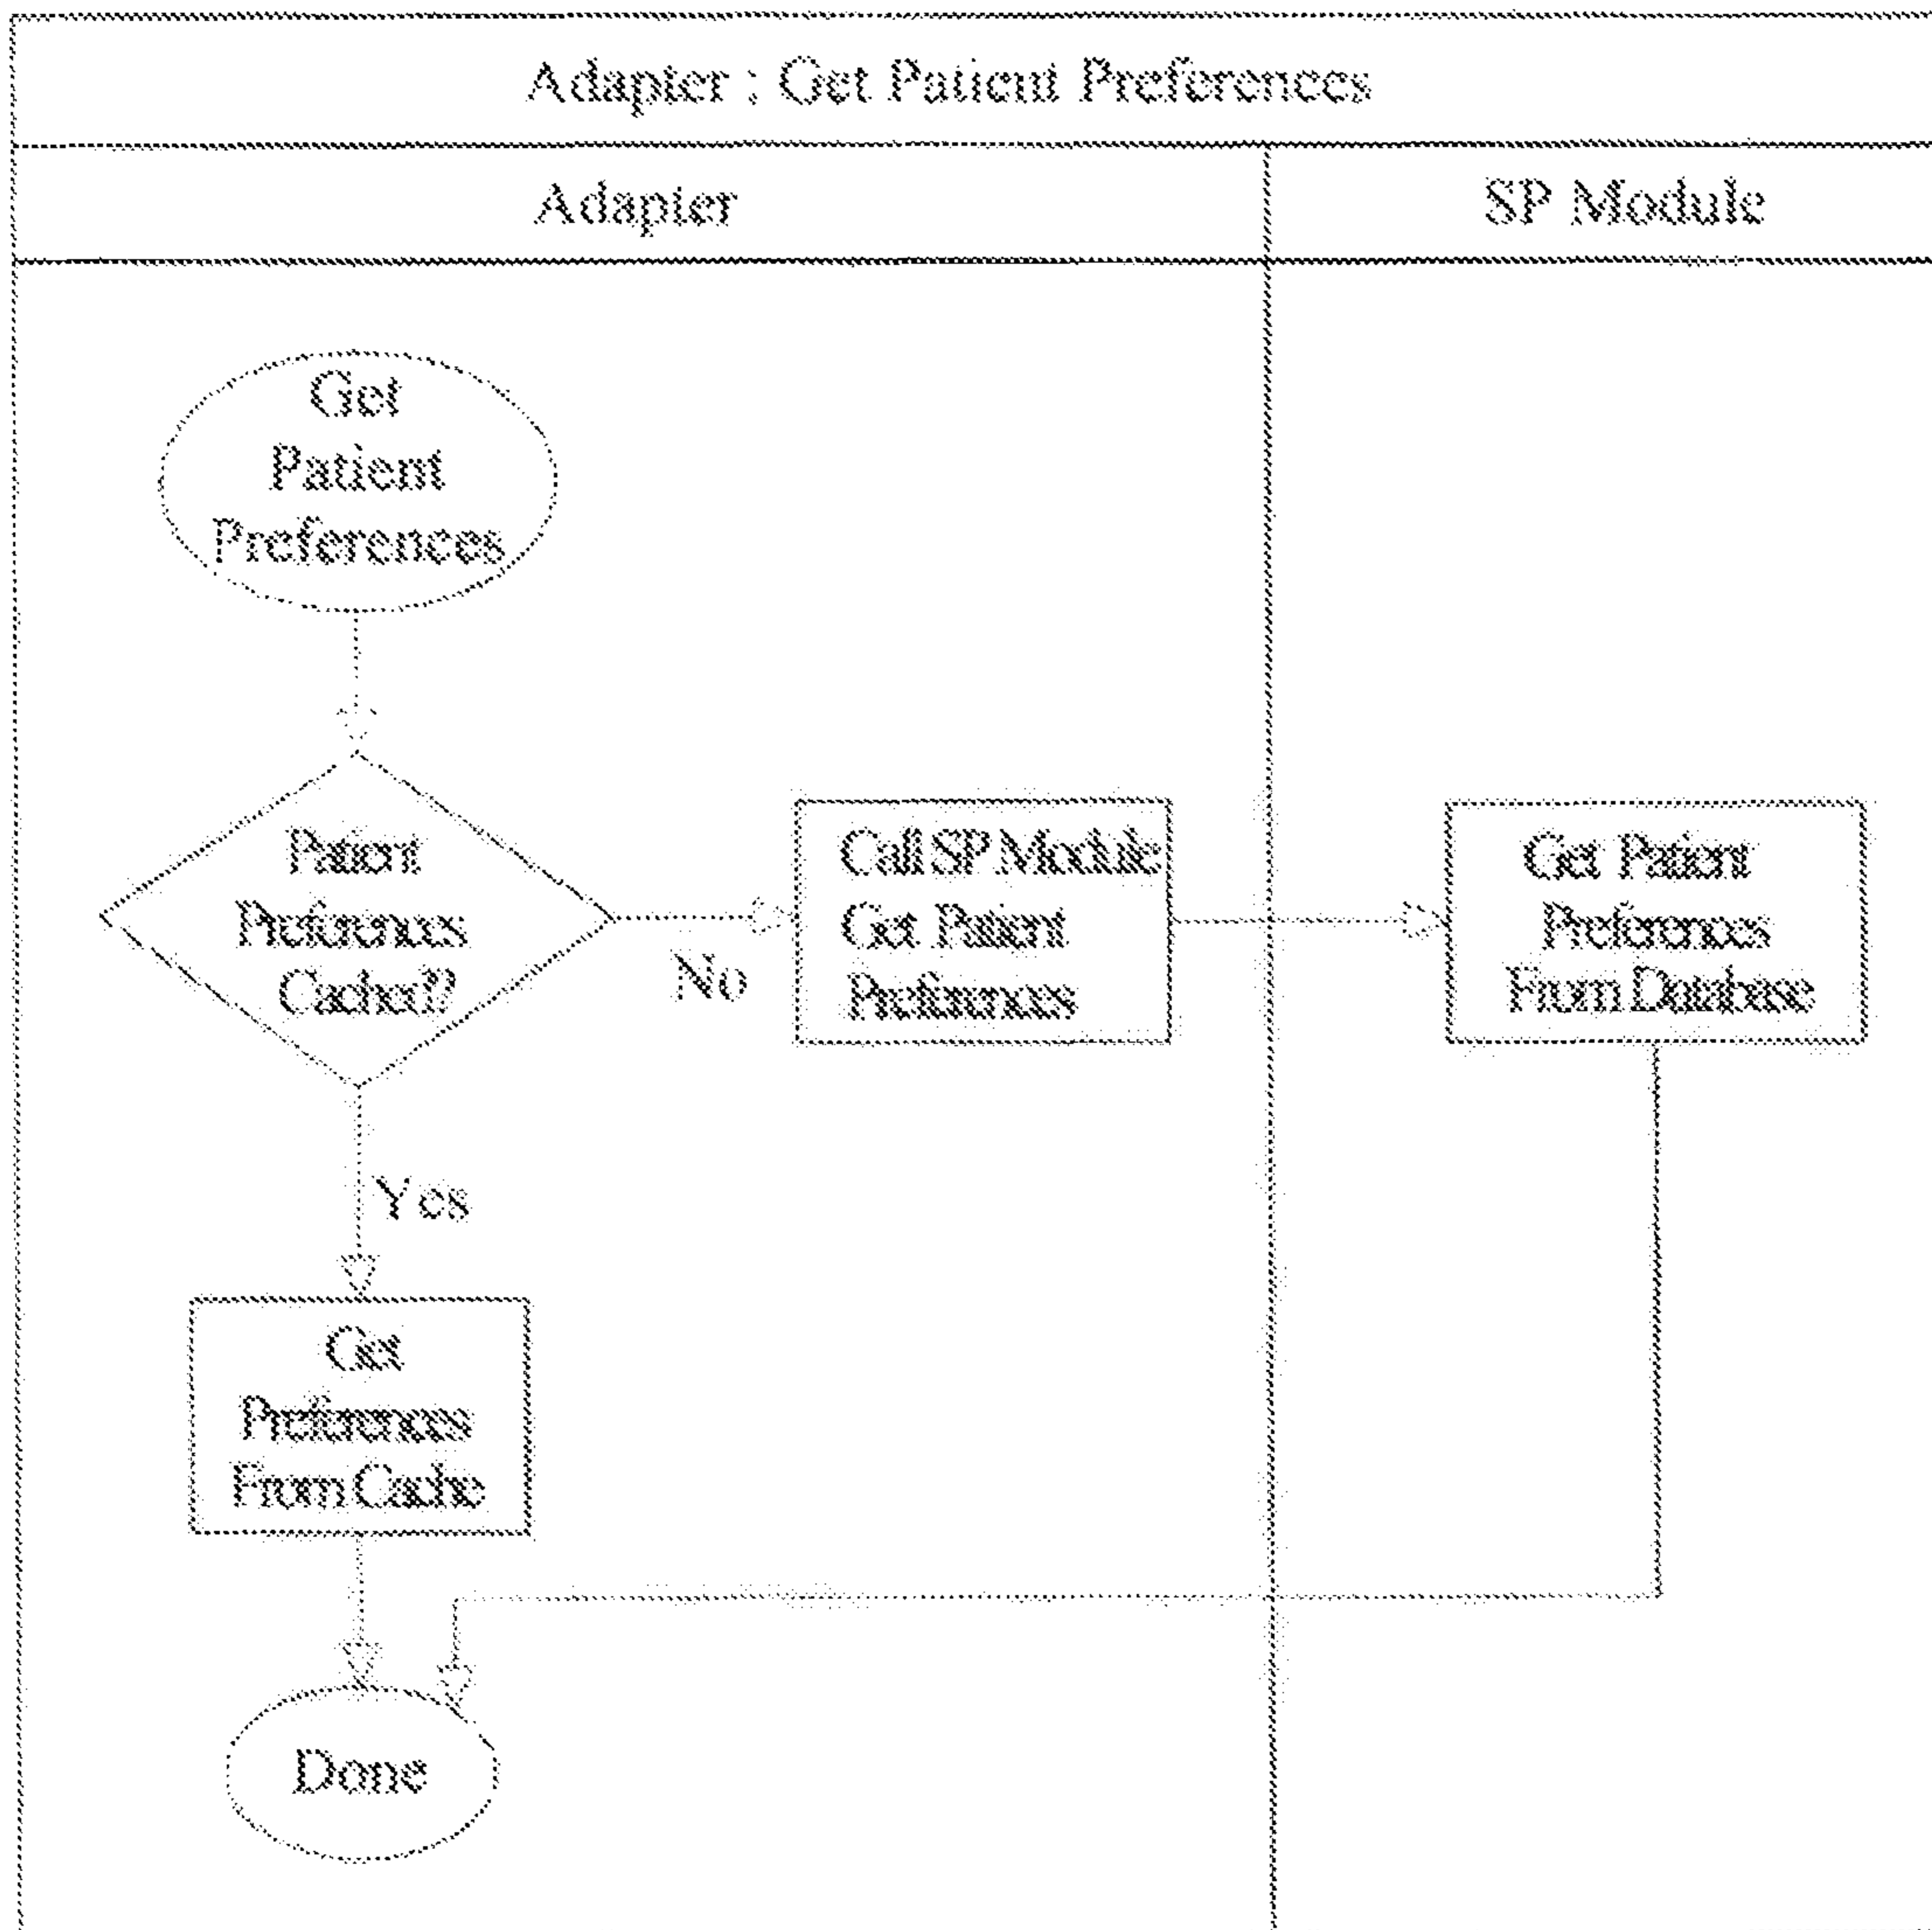 Adapter : Get Patient Preferences
Adapter
SP Module
Get
Patient
Preferences
Patient
Preferences
Cached?
No
Call SP Module
Get Patient
Preferences
Get Patient
Preferences
From Database
Yes
Get
Preferences
From Cache
Done